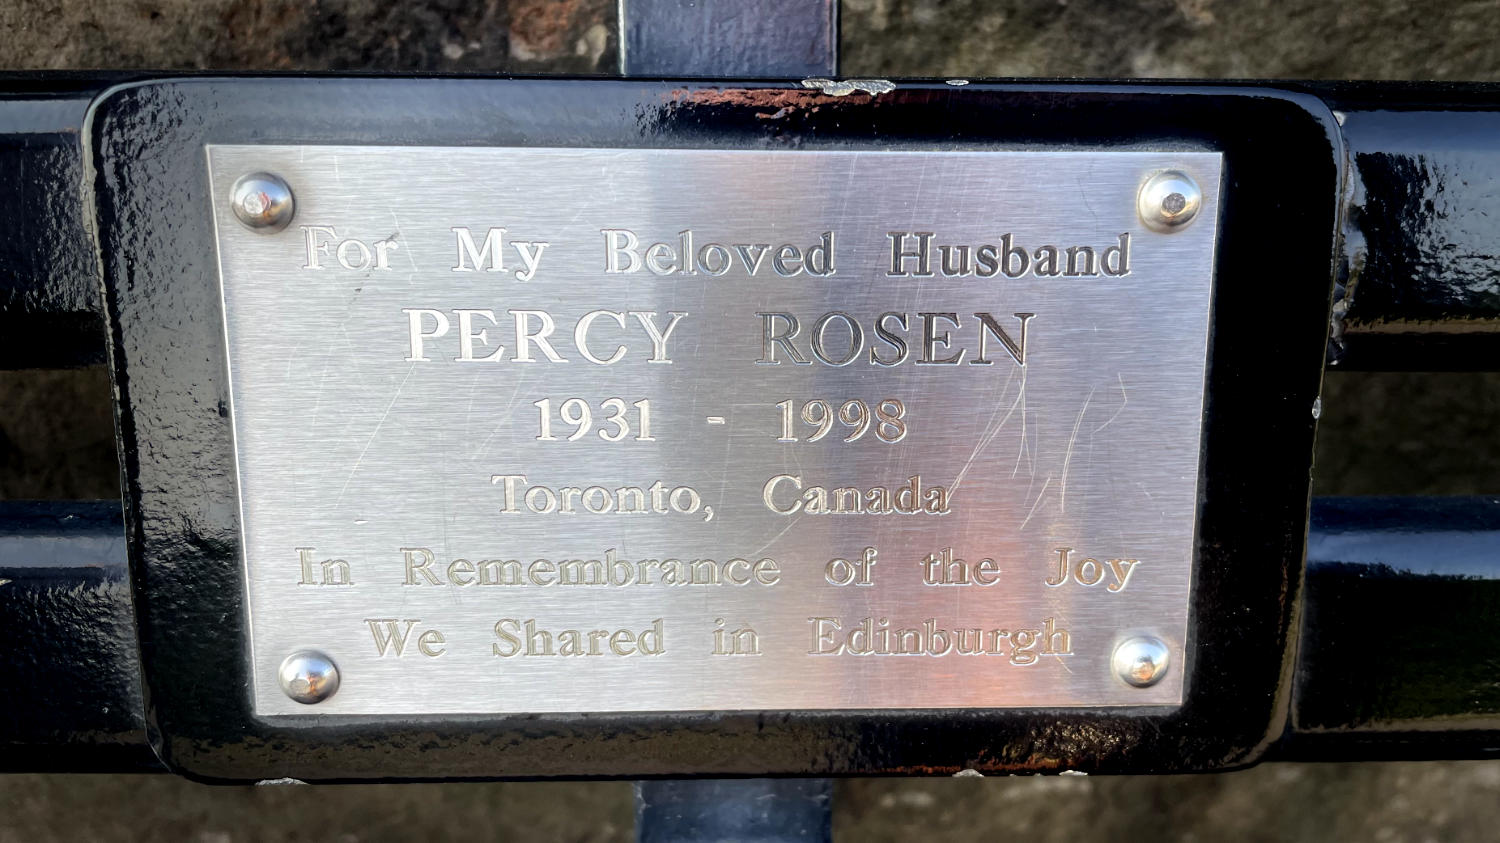 For My Beloved Husband
PERCY ROSEN
1931 - 1998
Toronto, Canada
In Remembrance of the Joy
We Shared in Edinburgh